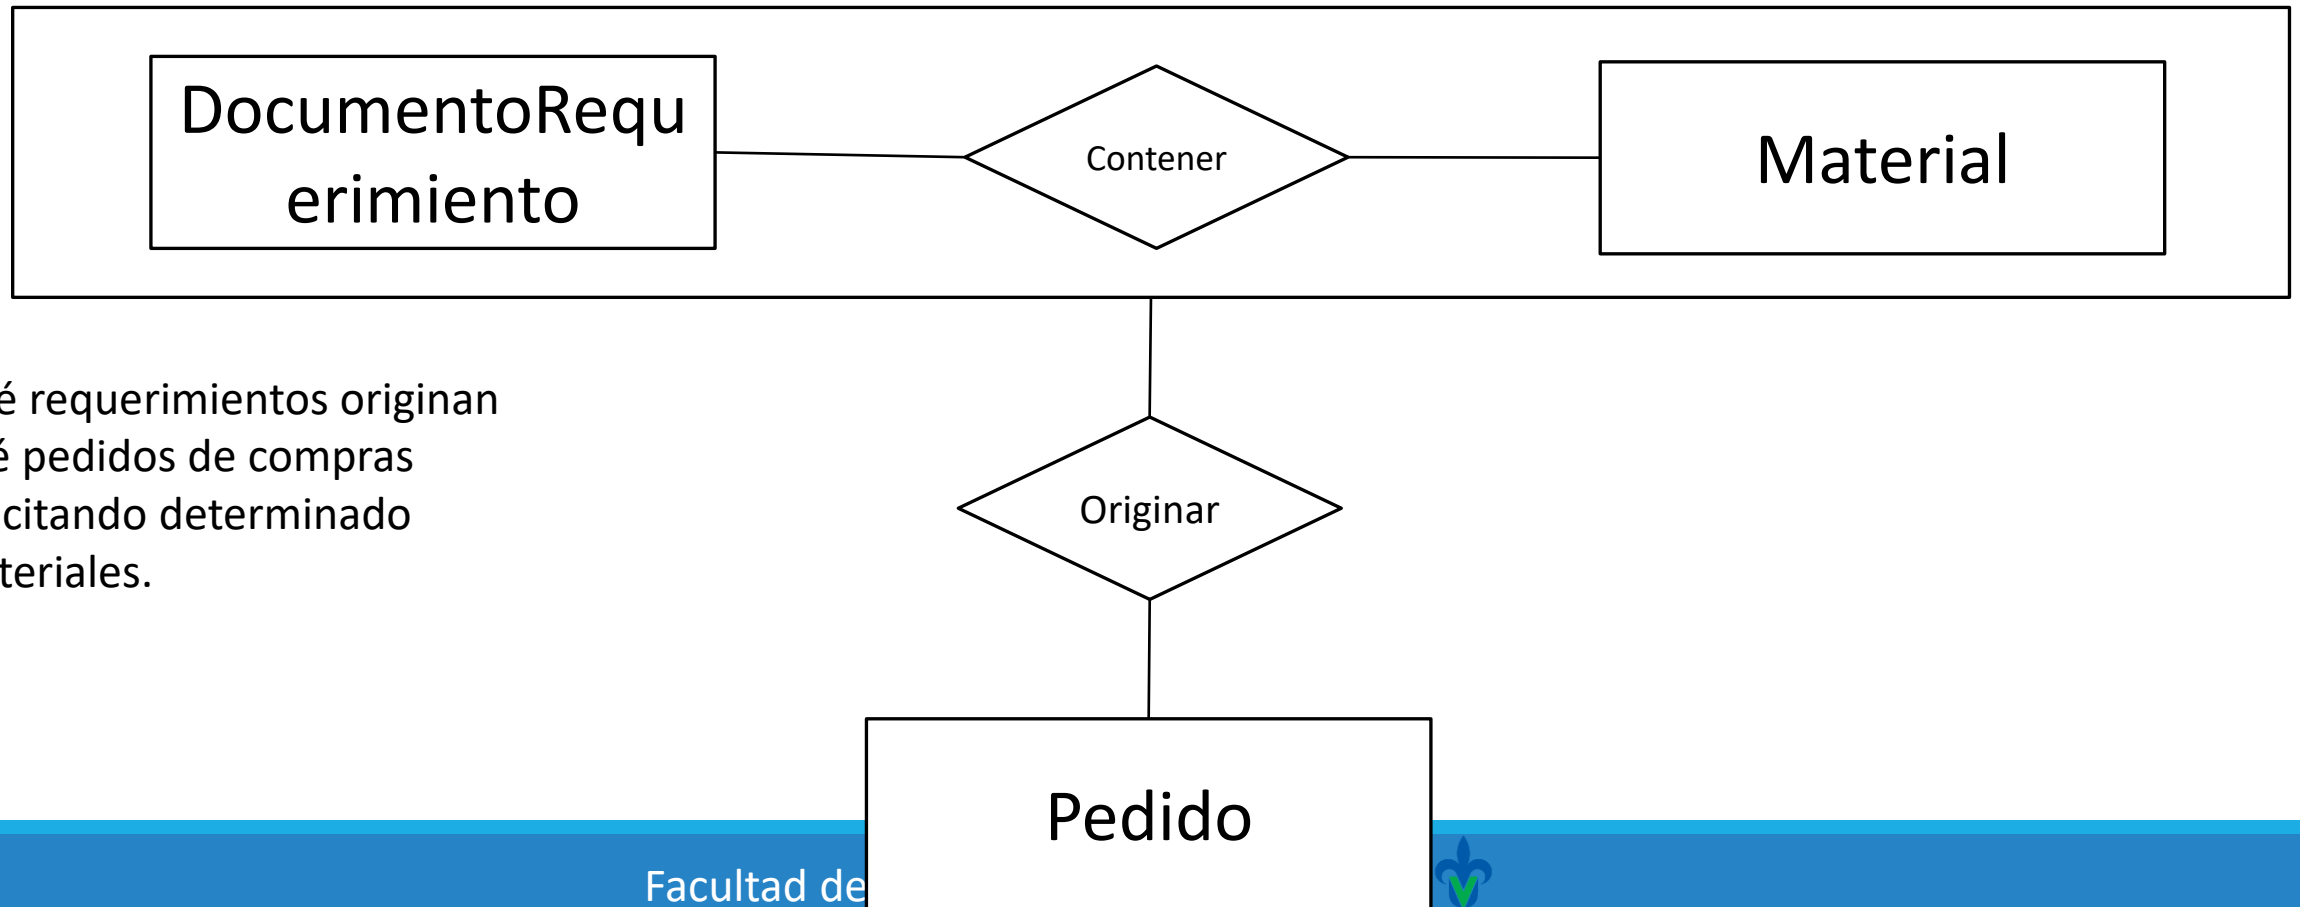 DocumentoRequ
erimiento
Contener
Material
é requerimientos originan
é pedidos de compras
citando determinado
teriales.
Originar
Pedido
Facultad de